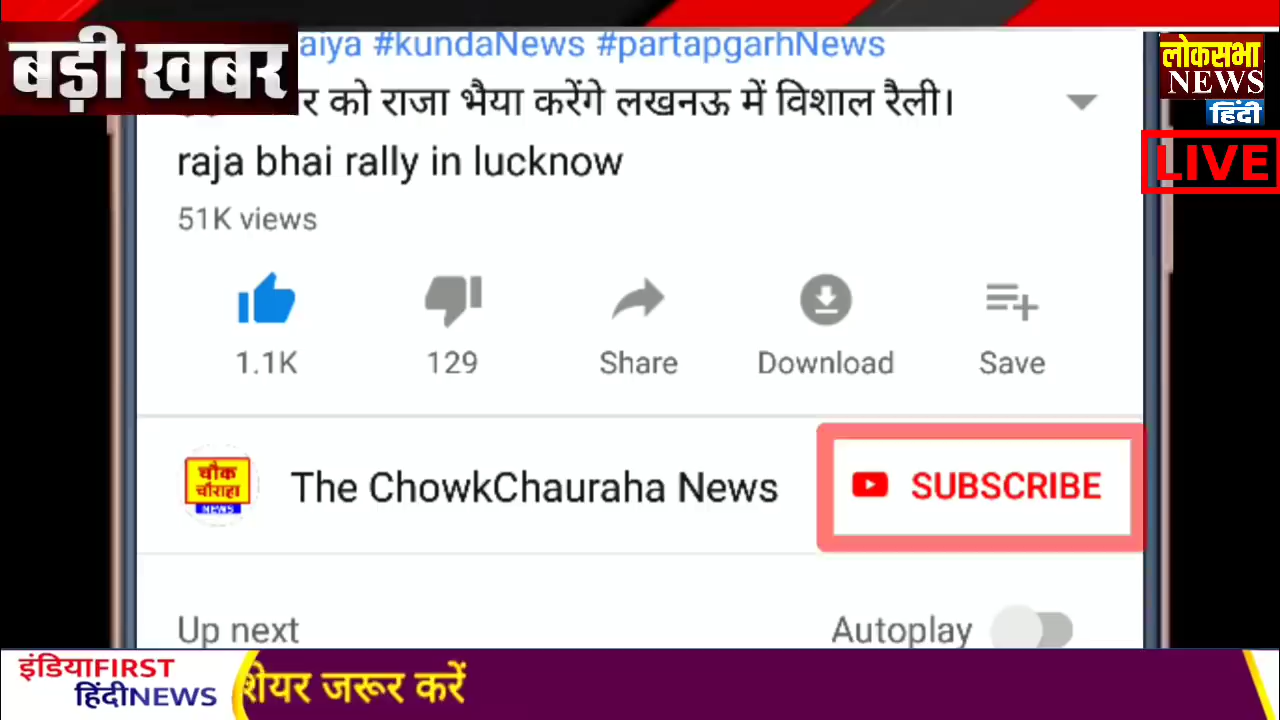 बड़ी खबर
aiya #kundaNews #partapgarhNews
र को राजा भैया करेंगे लखनऊ में विशाल रैली।
raja bhai rally in lucknow
51K views
1.1K
129
Share
Download
Save
चौक
चौराहा
NEWS
The ChowkChauraha News
SUBSCRIBE
Up next
Autoplay
लोकसभा
NEWS
हिंदी
LIVE
इंडियाFIRST
हिंदीNEWS
शेयर जरूर करें